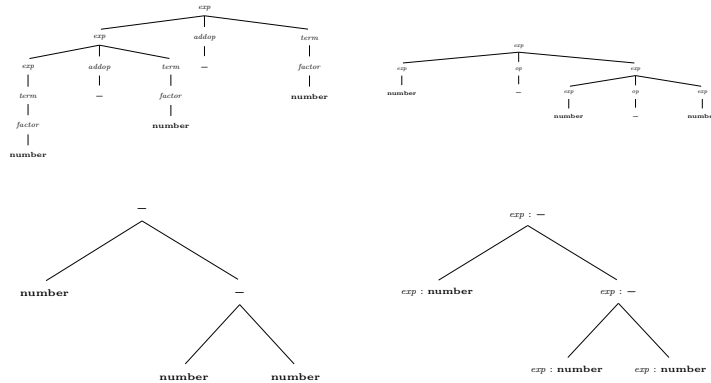 exp
exp addop term
exp addop term — factor
term — factor number
factor number
number
exp
exp op exp
number — exp op exp
number — number
—
number —
number number
exp : —
exp : number exp : —
exp : number exp : number